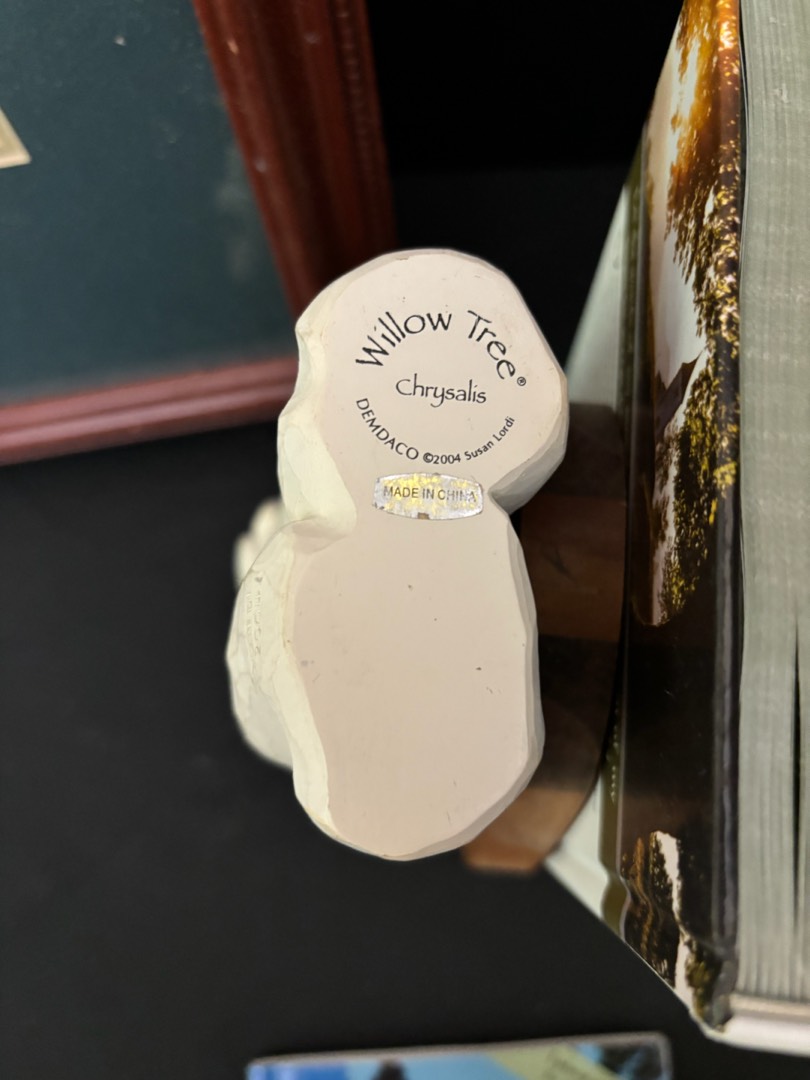 Willow Tree®
Chrysalis
DEMDACO ©2004 Susan Lordi
MADE IN CHINA